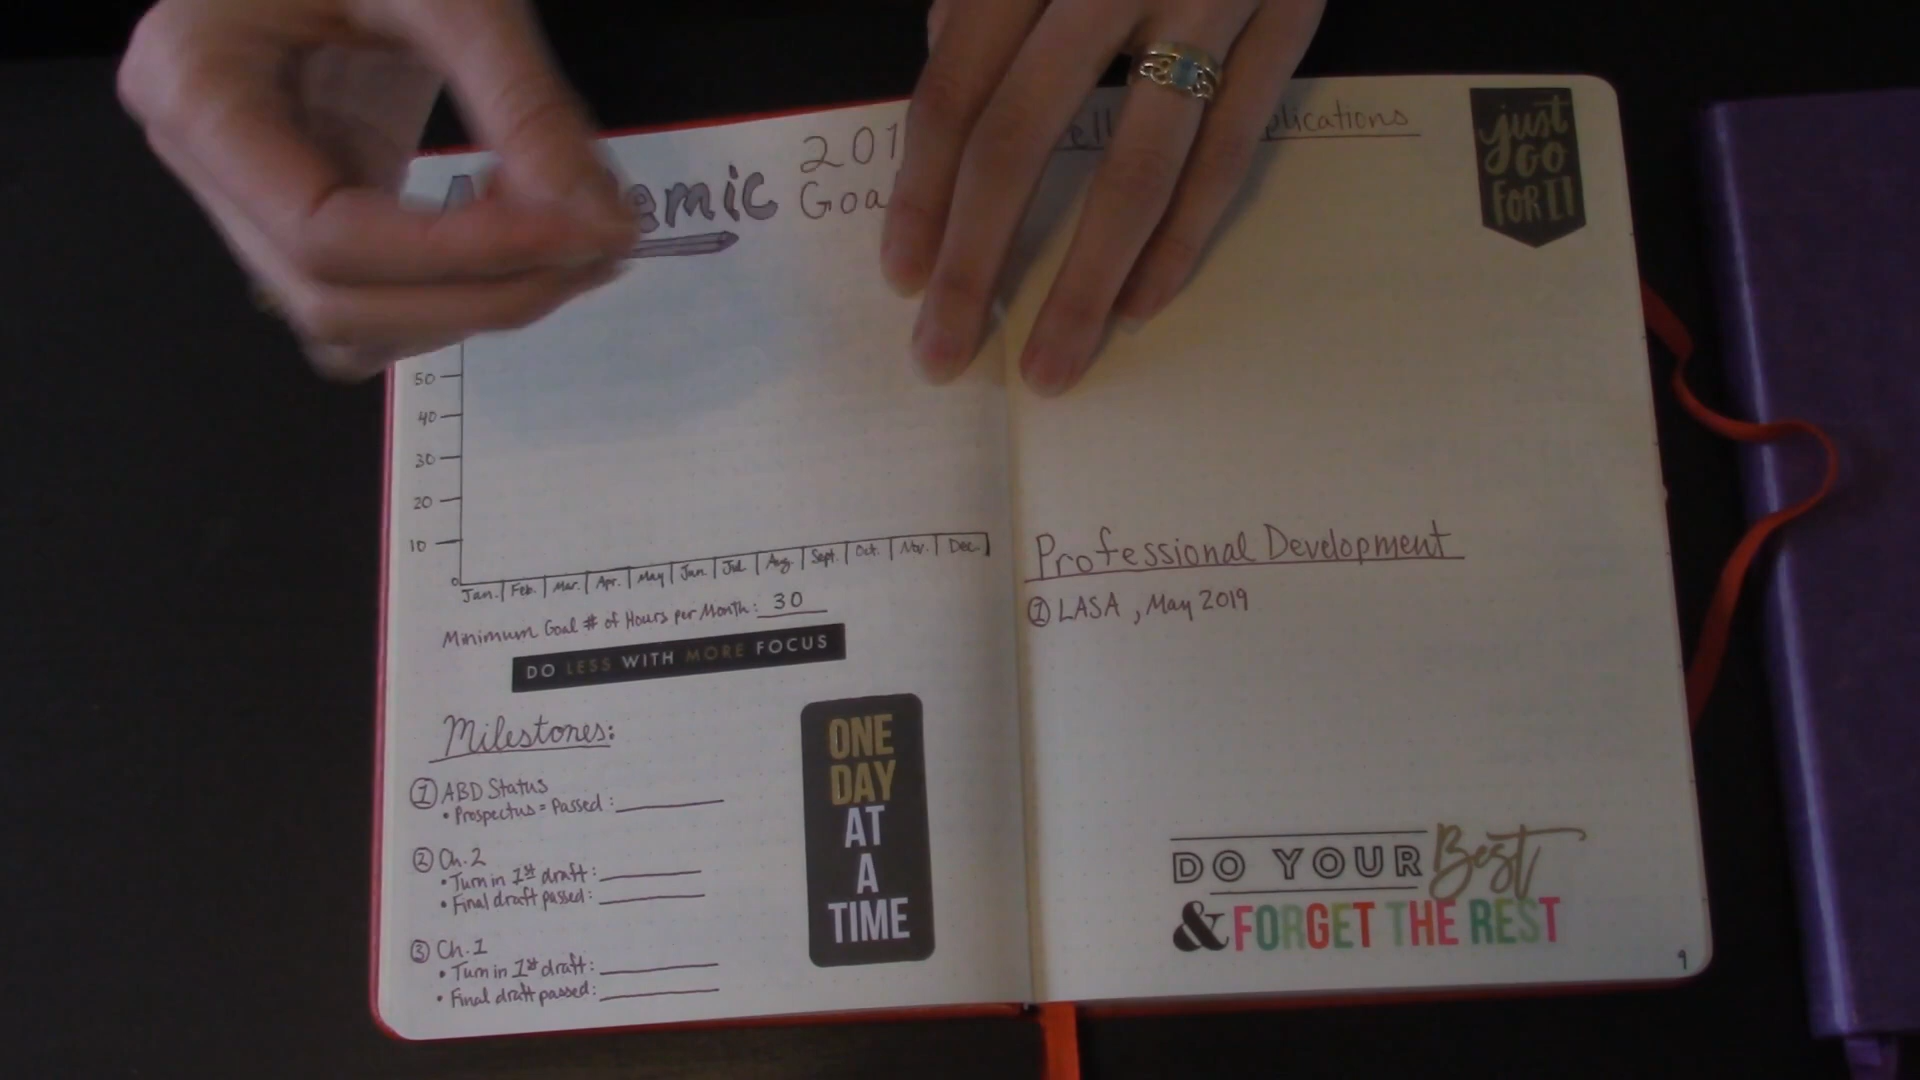 201
Goa
50
40
30
20
10
0
Jan. Feb. Mar. Apr. May Jun. Jul. Aug. Sept. Oct. Nov. Dec.
Minimum Goal # of Hours per Month: 30
DO LESS WITH MORE FOCUS
Milestones:
① ABD Status
• Prospectus = Passed:
② Ch. 2
• Turn in 1st draft:
• Final draft passed:
③ Ch. 1
• Turn in 1st draft:
• Final draft passed:
ONE
DAY
AT
A
TIME
just
GO
FOR IT
Professional Development
① LASA, May 2019
DO YOUR Best
& FORGET THE REST
9